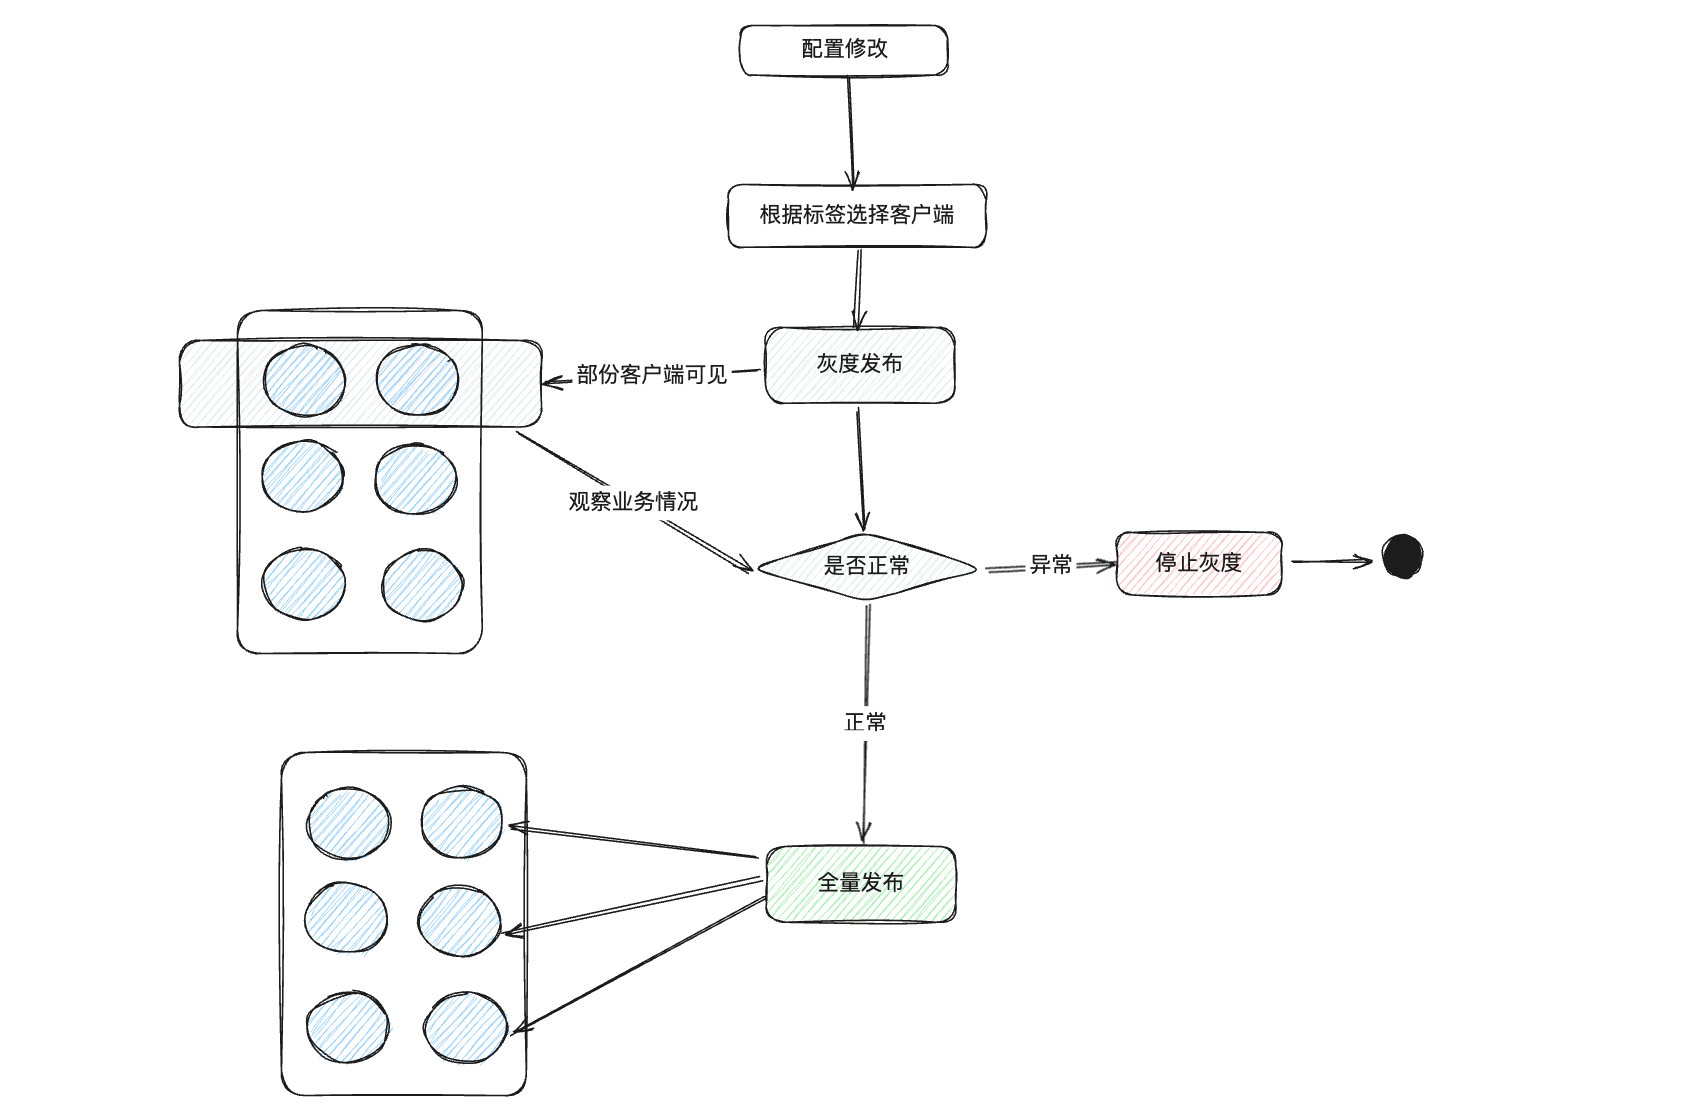 配置修改
根据标签选择客户端
灰度发布
部份客户端可见
观察业务情况
是否正常
异常
停止灰度
正常
全量发布